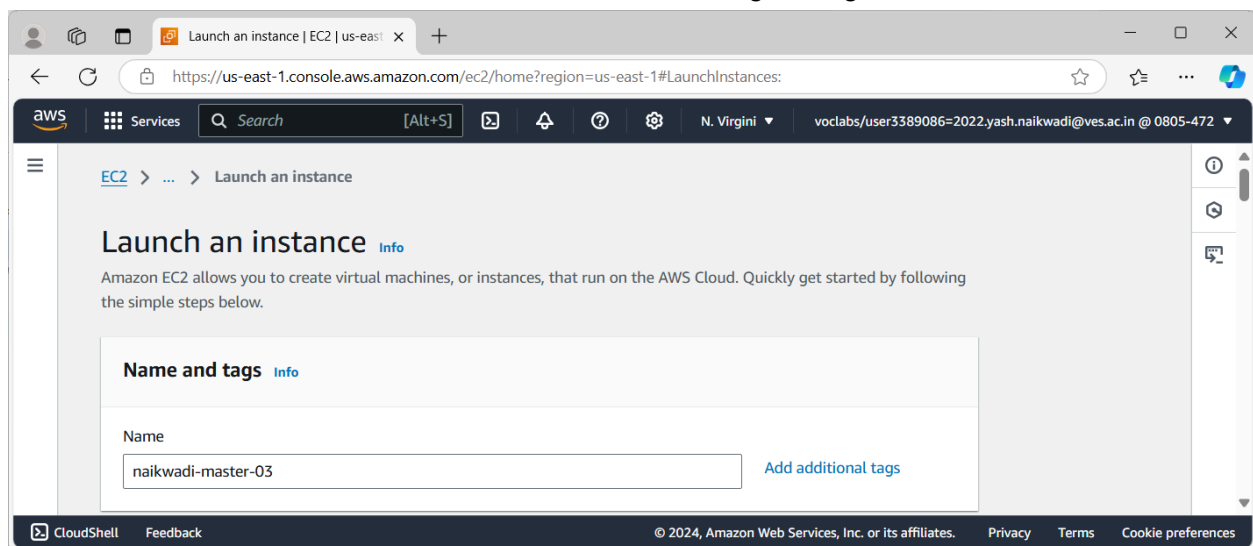 Launch an instance | EC2 | us-east
https://us-east-1.console.aws.amazon.com/ec2/home?region=us-east-1#LaunchInstances:
aws Services Search [Alt+S] N. Virgini voclabs/user3389086=2022.yash.naikwadi@ves.ac.in @ 0805-472
EC2 > ... > Launch an instance
Launch an instance Info
Amazon EC2 allows you to create virtual machines, or instances, that run on the AWS Cloud. Quickly get started by following
the simple steps below.
Name and tags Info
Name
naikwadi-master-03 Add additional tags
CloudShell Feedback © 2024, Amazon Web Services, Inc. or its affiliates. Privacy Terms Cookie preferences